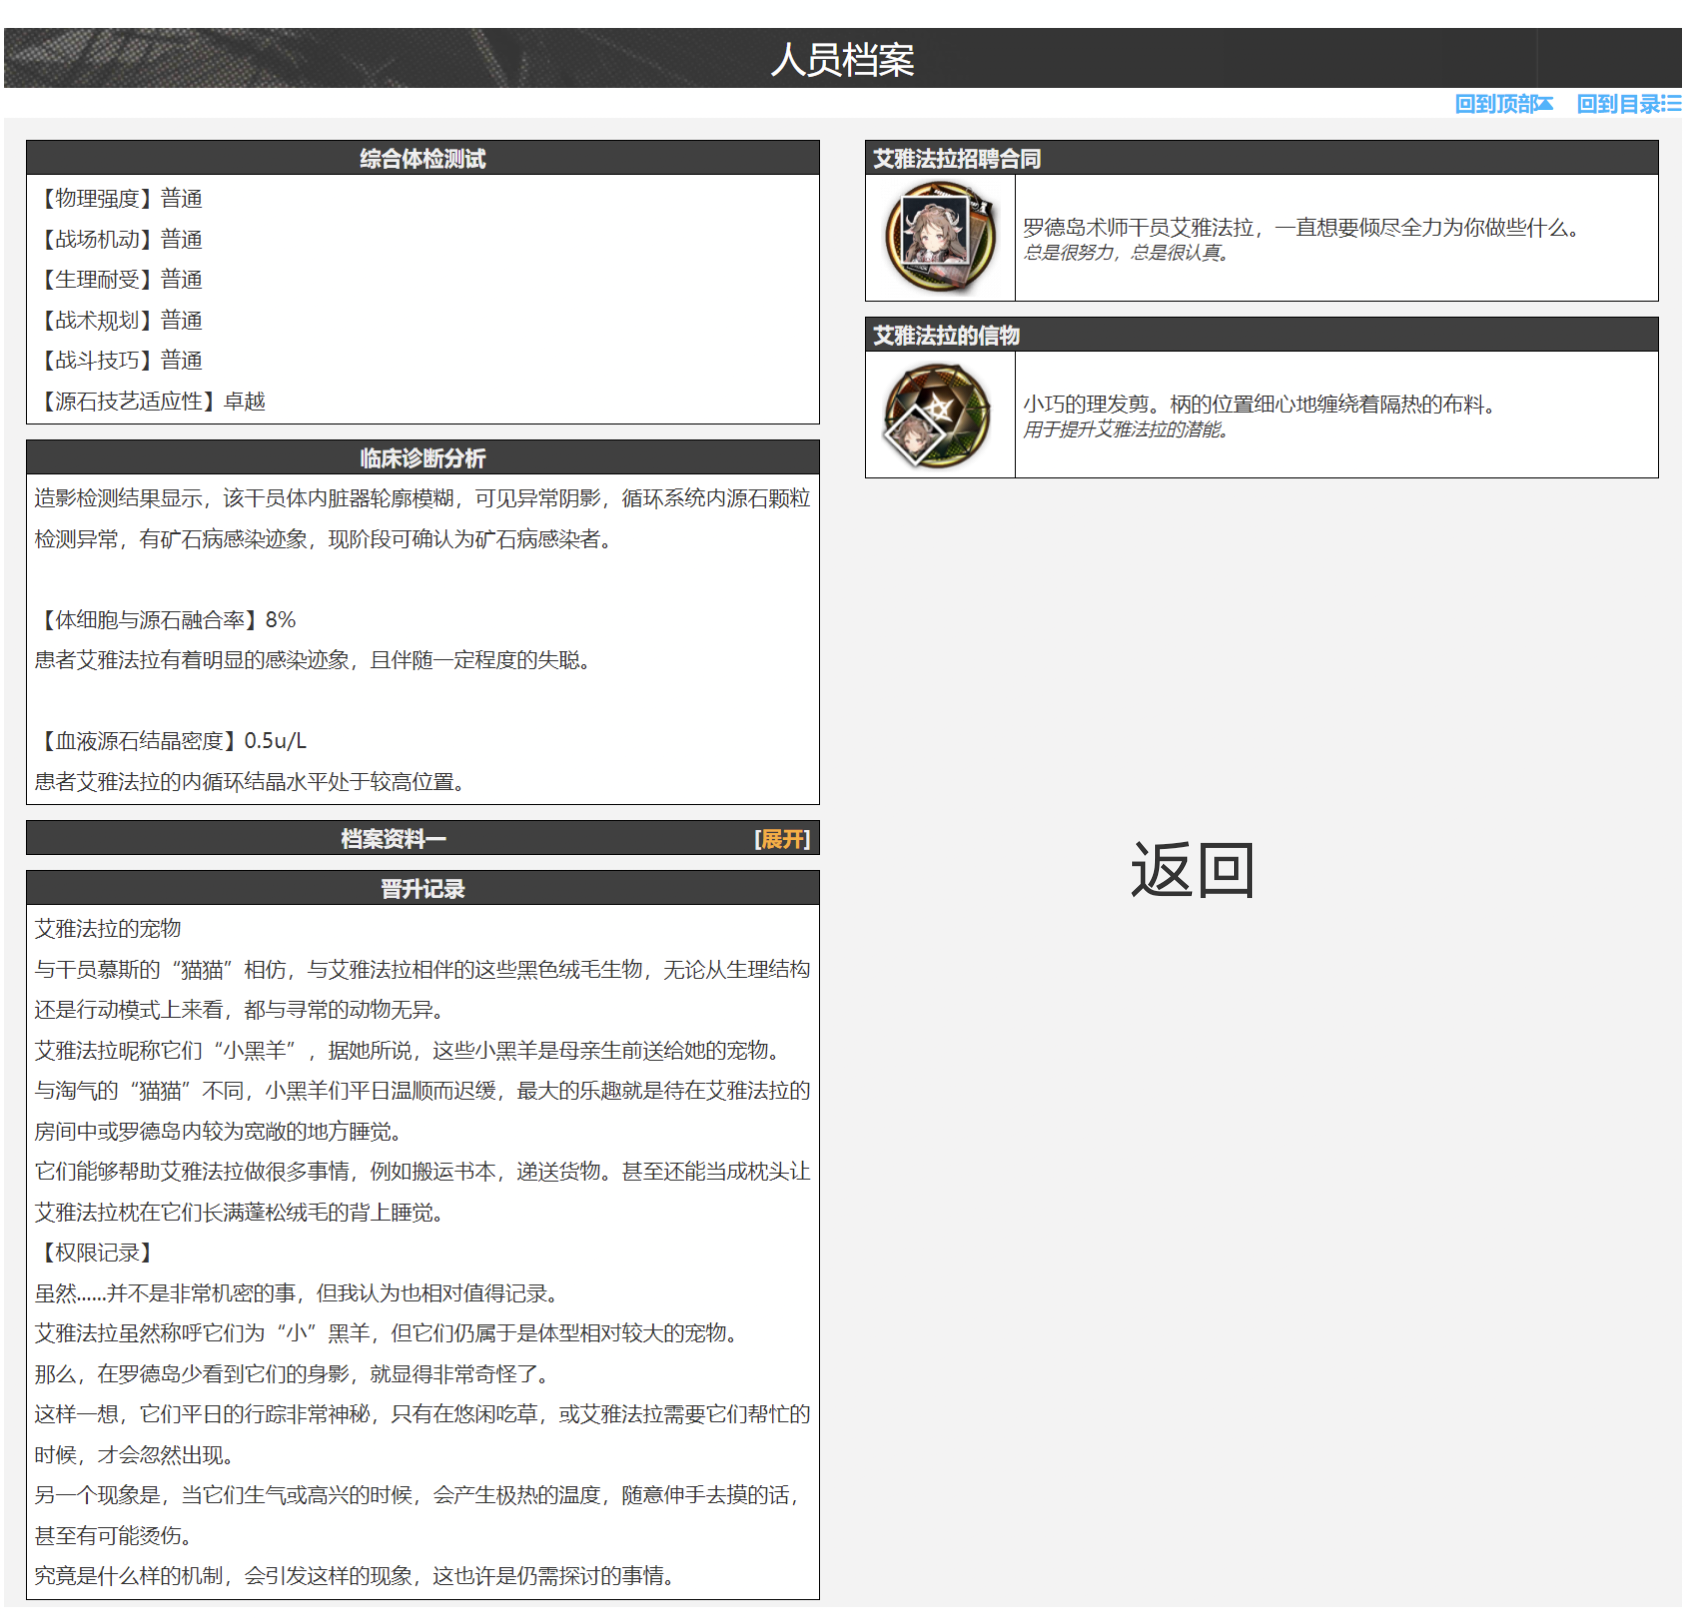 人员档案
回到顶部 回到目录
综合体检测试
【物理强度】普通
【战场机动】普通
【生理耐受】普通
【战术规划】普通
【战斗技巧】普通
【源石技艺适应性】卓越
临床诊断分析
造影检测结果显示，该干员体内脏器轮廓模糊，可见异常阴影，循环系统内源石颗粒
检测异常，有矿石病感染迹象，现阶段可确认为矿石病感染者。
【体细胞与源石融合率】8%
患者艾雅法拉有着明显的感染迹象，且伴随一定程度的失聪。
【血液源石结晶密度】0.5u/L
患者艾雅法拉的内循环结晶水平处于较高位置。
档案资料一 [展开]
晋升记录
艾雅法拉的宠物
与干员慕斯的“猫猫”相仿，与艾雅法拉相伴的这些黑色绒毛生物，无论从生理结构
还是行动模式上来看，都与寻常的动物无异。
艾雅法拉昵称它们“小黑羊”，据她所说，这些小黑羊是母亲生前送给她的宠物。
与淘气的“猫猫”不同，小黑羊们平日温顺而迟缓，最大的乐趣就是待在艾雅法拉的
房间中或罗德岛内较为宽敞的地方睡觉。
它们能够帮助艾雅法拉做很多事情，例如搬运书本，递送货物。甚至还能当成枕头让
艾雅法拉枕在它们长满蓬松绒毛的背上睡觉。
【权限记录】
虽然......并不是非常机密的事，但我认为也相对值得记录。
艾雅法拉虽然称呼它们为“小”黑羊，但它们仍属于是体型相对较大的宠物。
那么，在罗德岛少看到它们的身影，就显得非常奇怪了。
这样一想，它们平日的行踪非常神秘，只有在悠闲吃草，或艾雅法拉需要它们帮忙的
时候，才会忽然出现。
另一个现象是，当它们生气或高兴的时候，会产生极热的温度，随意伸手去摸的话，
甚至有可能烫伤。
究竟是什么样的机制，会引发这样的现象，这也许是仍需探讨的事情。
艾雅法拉招聘合同
罗德岛术师干员艾雅法拉，一直想要倾尽全力为你做些什么。
总是很努力，总是很认真。
艾雅法拉的信物
小巧的理发剪。柄的位置细心地缠绕着隔热的布料。
用于提升艾雅法拉的潜能。
返回